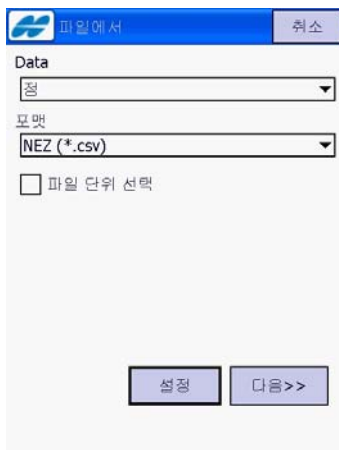 파일에서 취소
Data
정
포맷
NEZ (*.csv)
파일 단위 선택
설정 다음>>